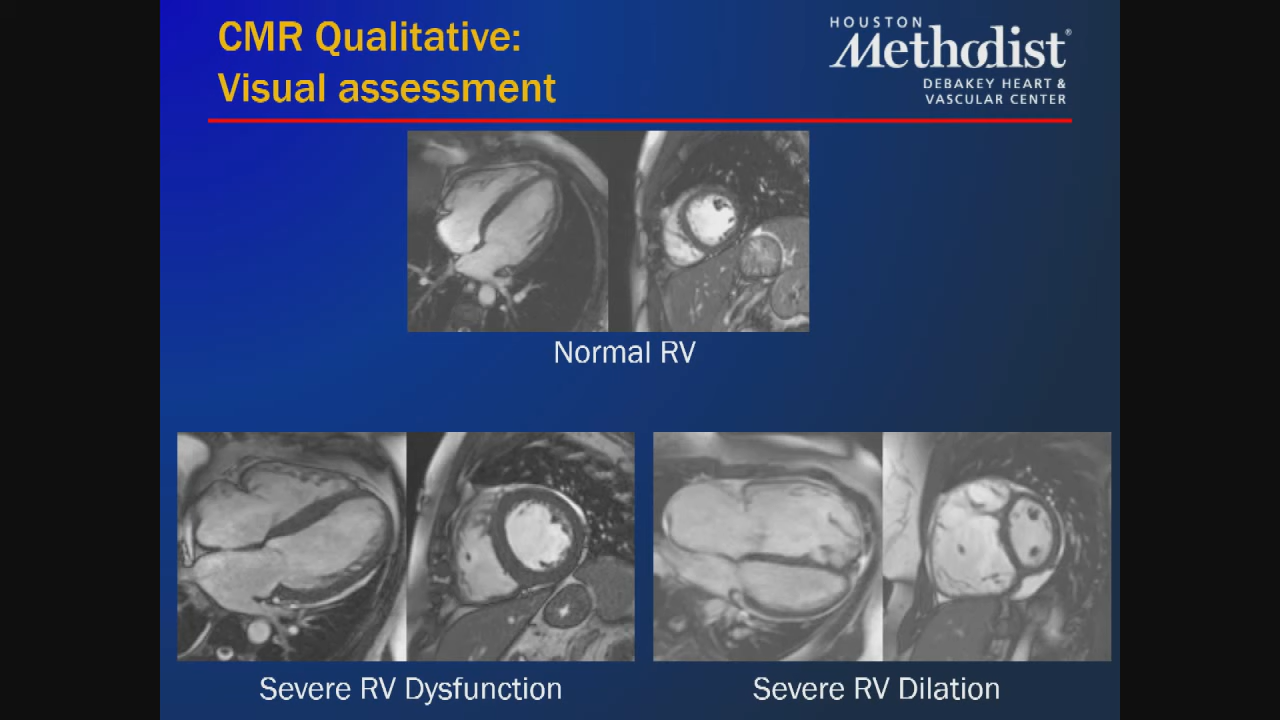 CMR Qualitative:
Visual assessment
HOUSTON
Methodist®
DEBAKEY HEART &
VASCULAR CENTER
Normal RV
Severe RV Dysfunction
Severe RV Dilation